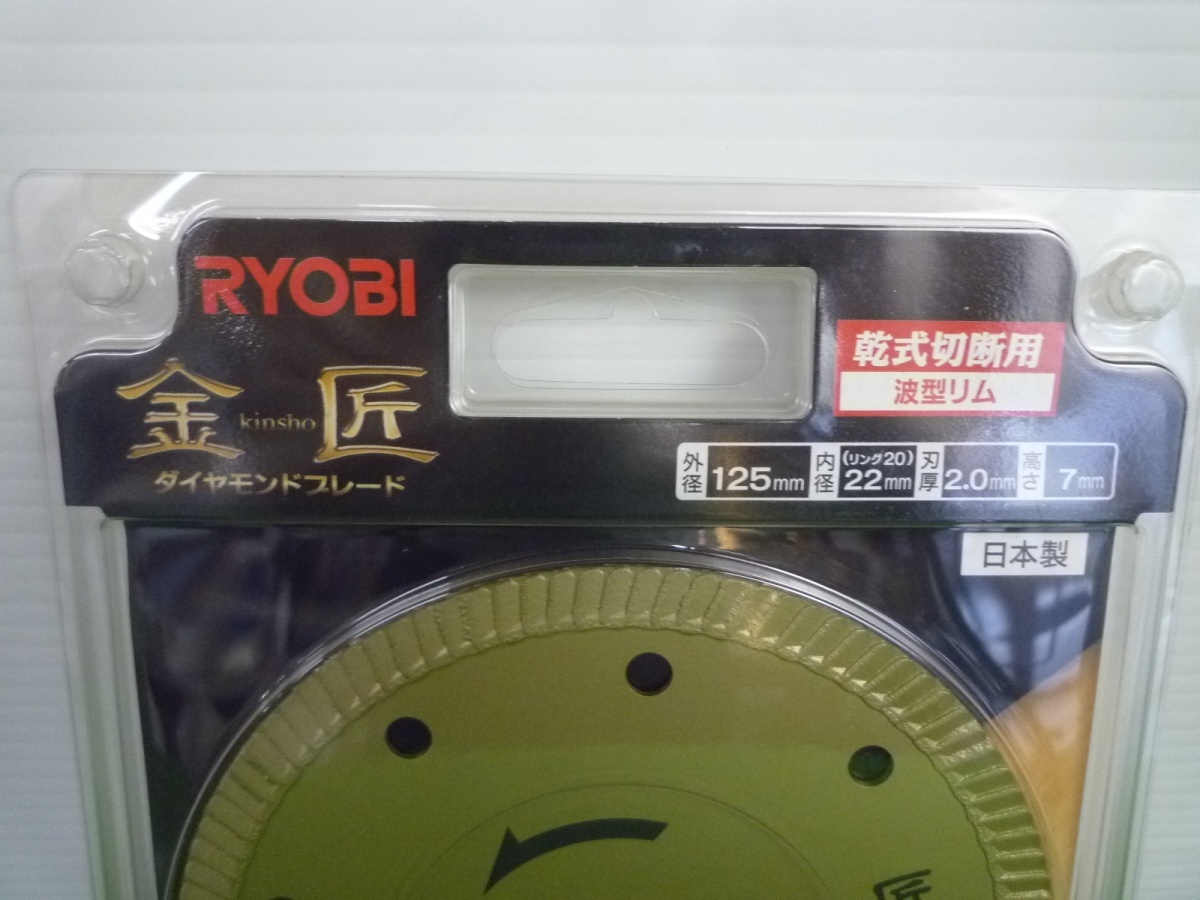 RYOBI
金 kinsho 匠
ダイヤモンドブレード
乾式切断用
波型リム
外径 125mm 内径 (リング20) 22mm 刃厚 2.0mm 高さ 7mm
日本製
匠